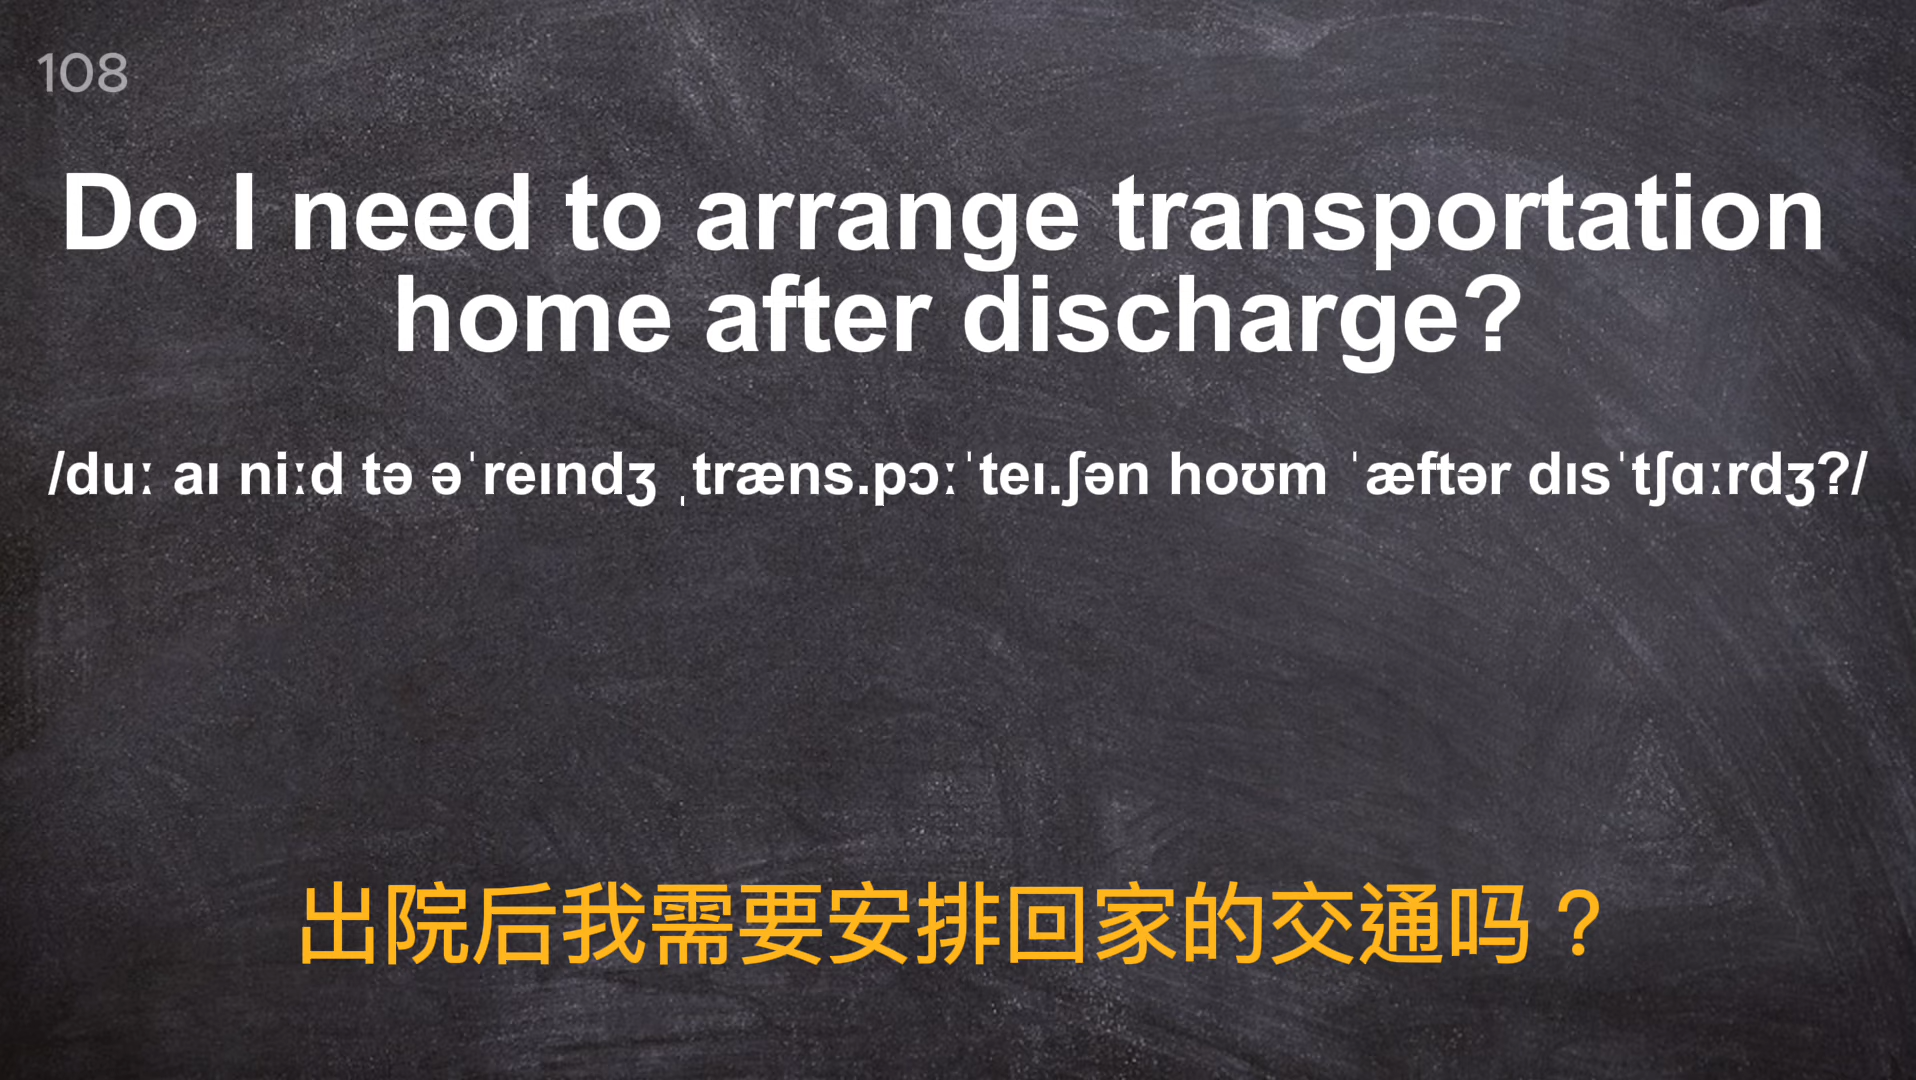 108
Do I need to arrange transportation
home after discharge?
/duː aɪ niːd tə əˈreɪndʒ ˌtræns.pɔːˈteɪ.ʃən hoʊm ˈæftər dɪsˈtʃɑːrdʒ?/
出院后我需要安排回家的交通吗？